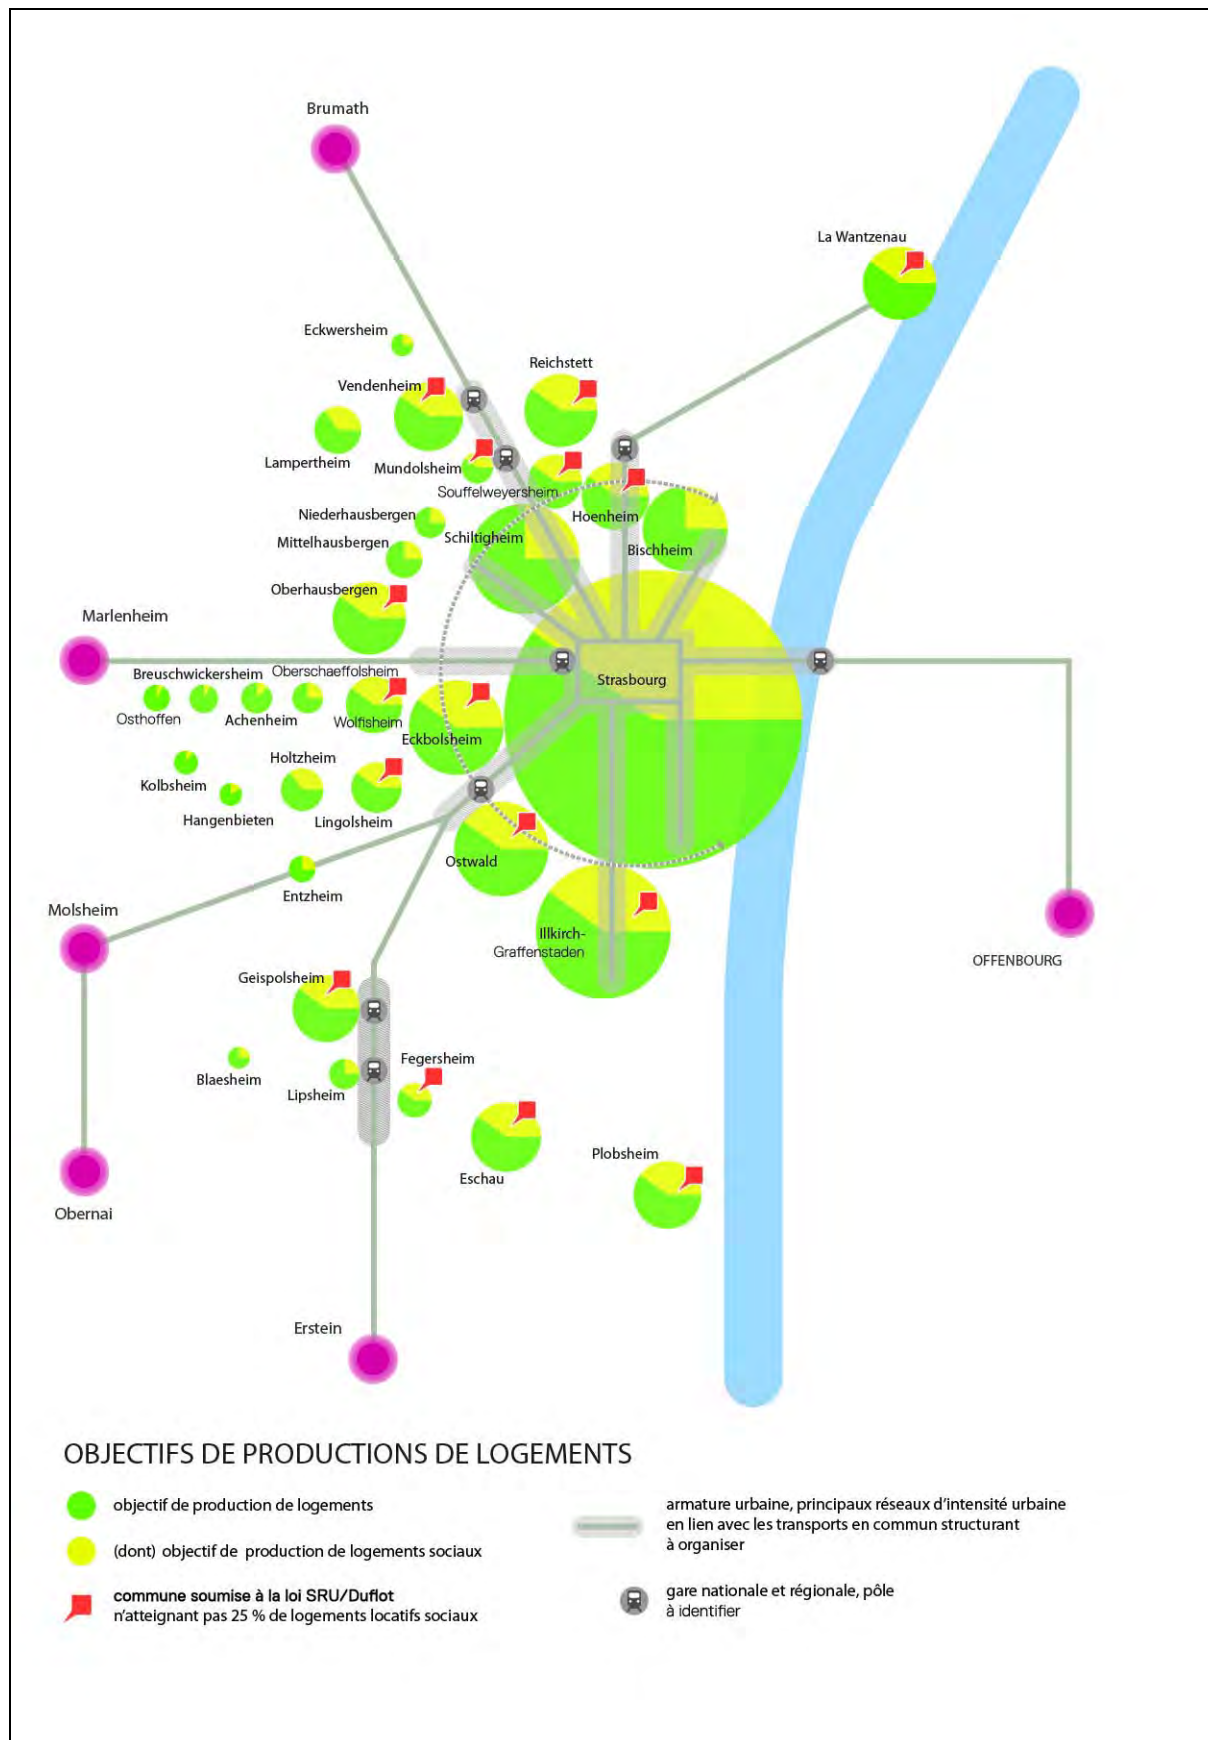 Brumath
La Wantzenau
Eckwersheim
Reichstett
Vendenheim
Lampertheim
Mundolsheim
Souffelweyersheim
Niederhausbergen
Hoenheim
Schiltigheim
Mittelhausbergen
Bischheim
Oberhausbergen
Marlenheim
Breuschwickersheim
Oberschaeffolsheim
Strasbourg
Osthoffen
Achenheim
Wolfisheim
Eckbolsheim
Holtzheim
Kolbsheim
Hangenbieten
Lingolsheim
Ostwald
Entzheim
Molsheim
Illkirch-
Graffenstaden
OFFENBOURG
Geispolsheim
Fegersheim
Blaesheim
Lipsheim
Plobsheim
Eschau
Obernai
Erstein
OBJECTIFS DE PRODUCTIONS DE LOGEMENTS
objectif de production de logements
(dont) objectif de production de logements sociaux
commune soumise à la loi SRU/Duflot
n'atteignant pas 25 % de logements locatifs sociaux
armature urbaine, principaux réseaux d'intensité urbaine
en lien avec les transports en commun structurant
à organiser
gare nationale et régionale, pôle
à identifier